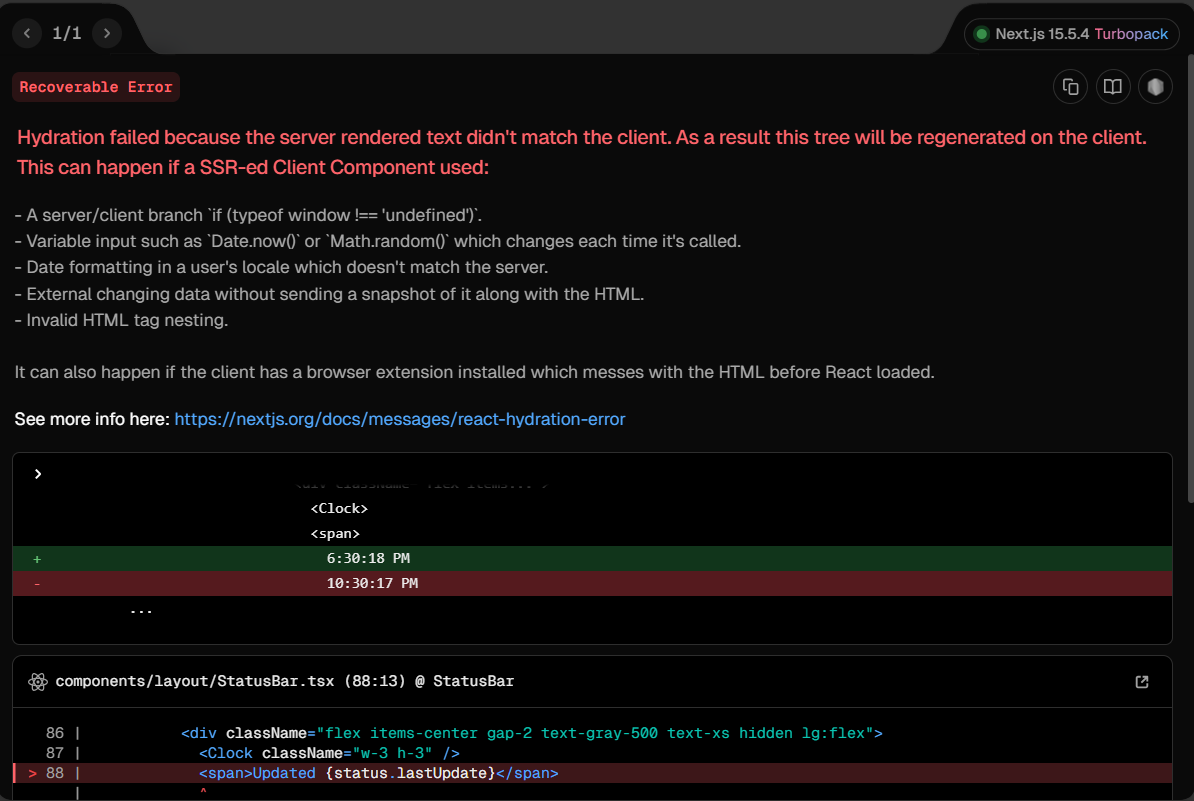 1/1
Next.js 15.5.4 Turbopack
Recoverable Error
Hydration failed because the server rendered text didn't match the client. As a result this tree will be regenerated on the client.
This can happen if a SSR-ed Client Component used:
- A server/client branch `if (typeof window !== 'undefined')`.
- Variable input such as `Date.now()` or `Math.random()` which changes each time it's called.
- Date formatting in a user's locale which doesn't match the server.
- External changing data without sending a snapshot of it along with the HTML.
- Invalid HTML tag nesting.
It can also happen if the client has a browser extension installed which messes with the HTML before React loaded.
See more info here: https://nextjs.org/docs/messages/react-hydration-error
<Clock>
<span>
+ 6:30:18 PM
- 10:30:17 PM
...
components/layout/StatusBar.tsx (88:13) @ StatusBar
86 | <div className="flex items-center gap-2 text-gray-500 text-xs hidden lg:flex">
87 | <Clock className="w-3 h-3" />
> 88 | <span>Updated {status.lastUpdate}</span>
| ^